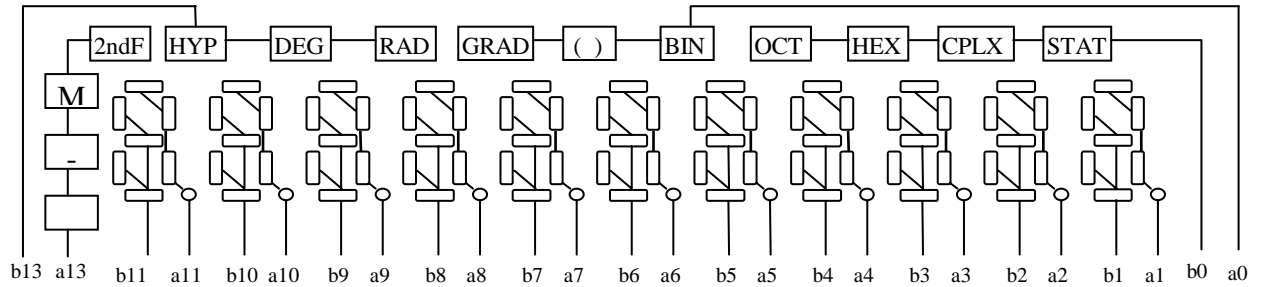 2ndF HYP DEG RAD GRAD ( ) BIN OCT HEX CPLX STAT
M
-
b13 a13 b11 a11 b10 a10 b9 a9 b8 a8 b7 a7 b6 a6 b5 a5 b4 a4 b3 a3 b2 a2 b1 a1 b0 a0